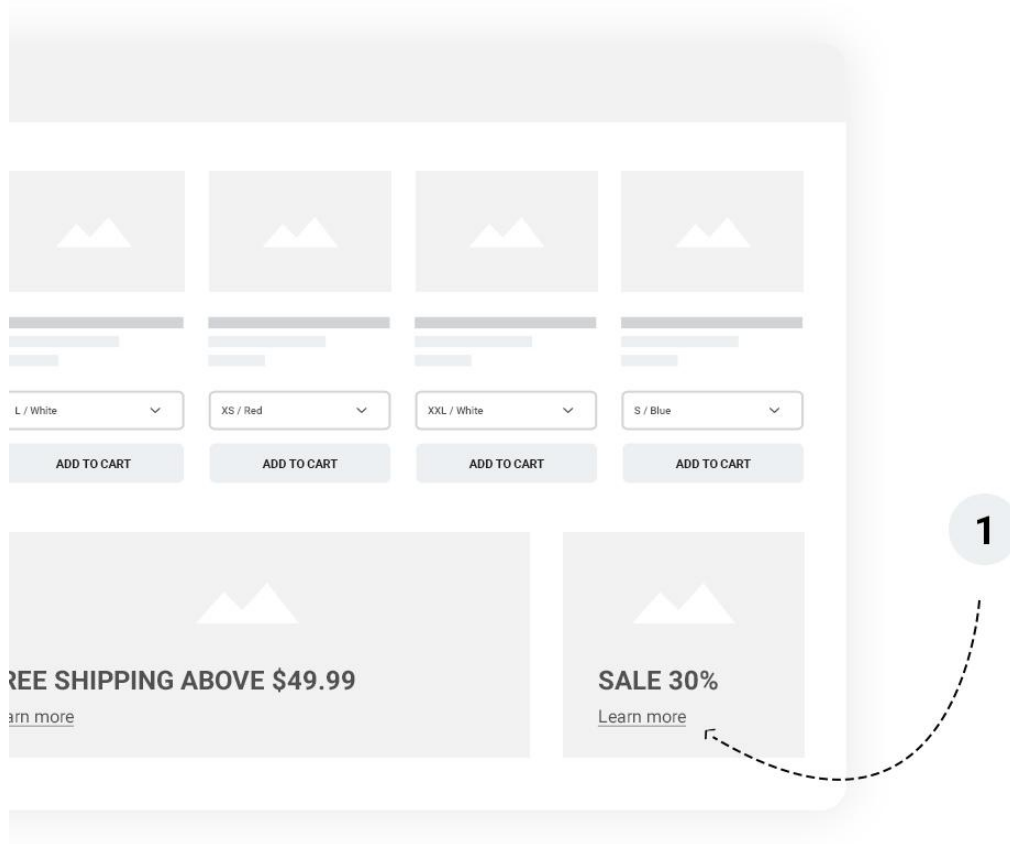 L / White
XS / Red
XXL / White
S / Blue
ADD TO CART
ADD TO CART
ADD TO CART
ADD TO CART
1
REE SHIPPING ABOVE $49.99
arn more
SALE 30%
Learn more